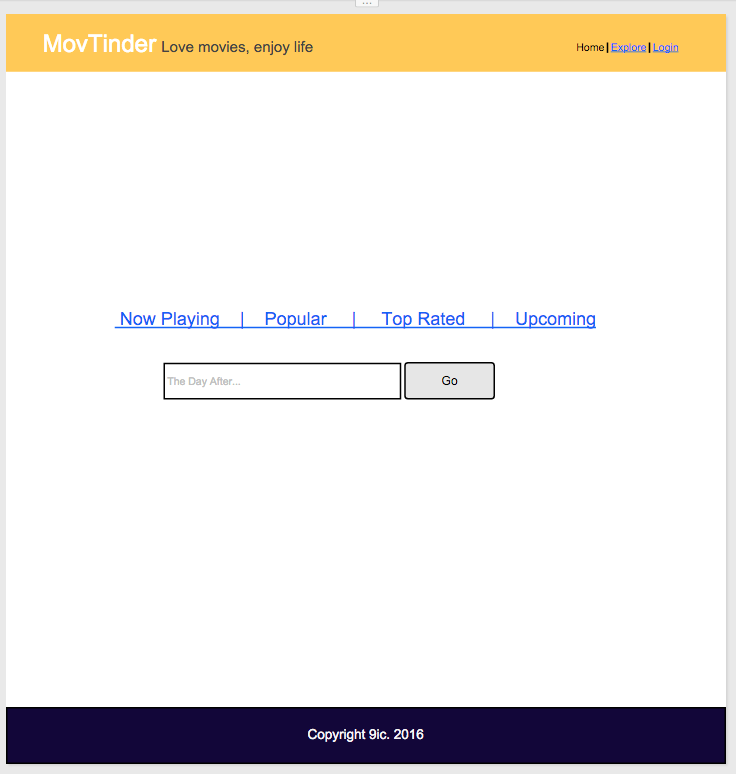 MovTinder Love movies, enjoy life Home | Explore | Login
Now Playing | Popular | Top Rated | Upcoming
The Day After... Go
Copyright 9ic. 2016